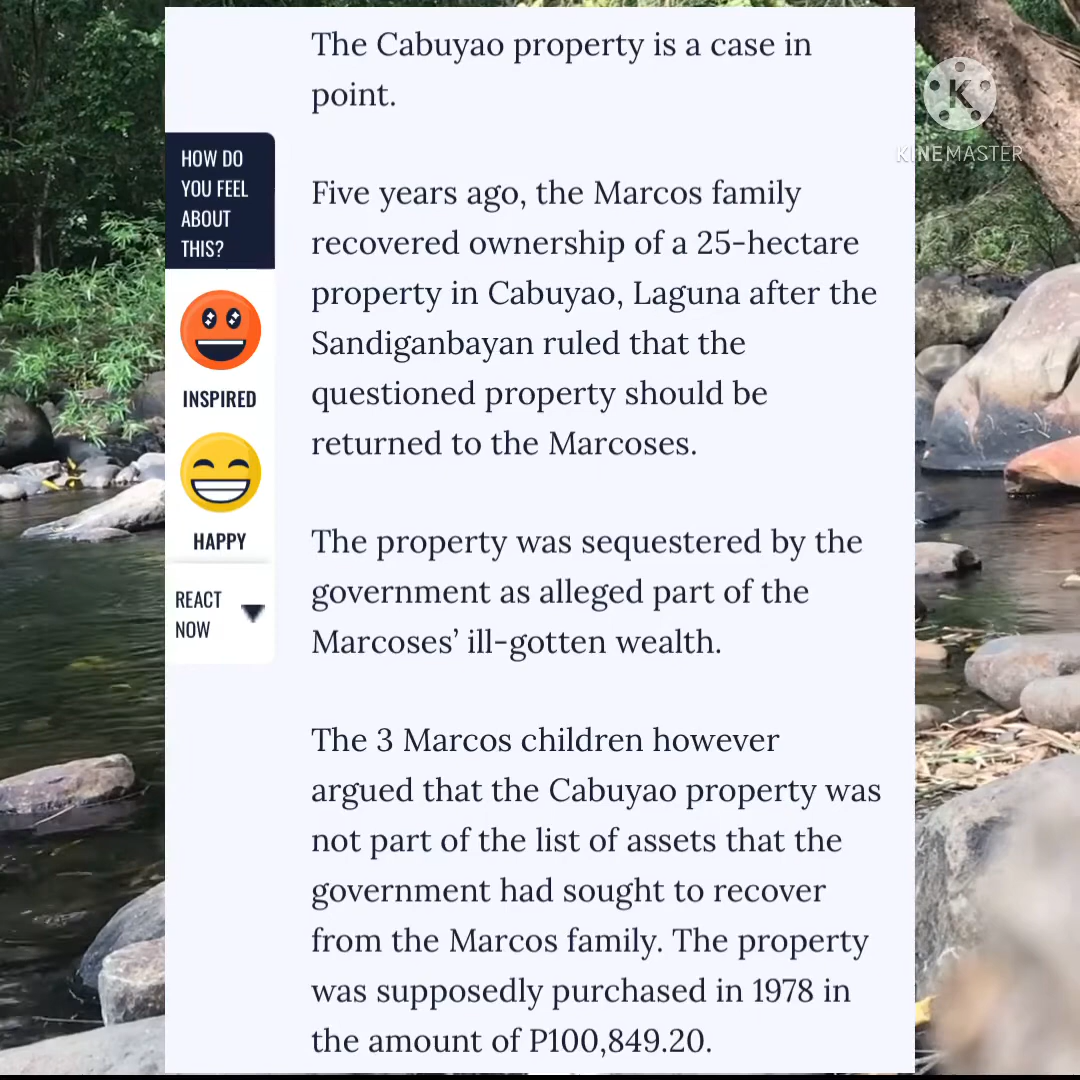 The Cabuyao property is a case in
point.
HOW DO
YOU FEEL
ABOUT
THIS?
INSPIRED
HAPPY
REACT
NOW
Five years ago, the Marcos family
recovered ownership of a 25-hectare
property in Cabuyao, Laguna after the
Sandiganbayan ruled that the
questioned property should be
returned to the Marcoses.
The property was sequestered by the
government as alleged part of the
Marcoses’ ill-gotten wealth.
The 3 Marcos children however
argued that the Cabuyao property was
not part of the list of assets that the
government had sought to recover
from the Marcos family. The property
was supposedly purchased in 1978 in
the amount of P100,849.20.
K
KINEMASTER